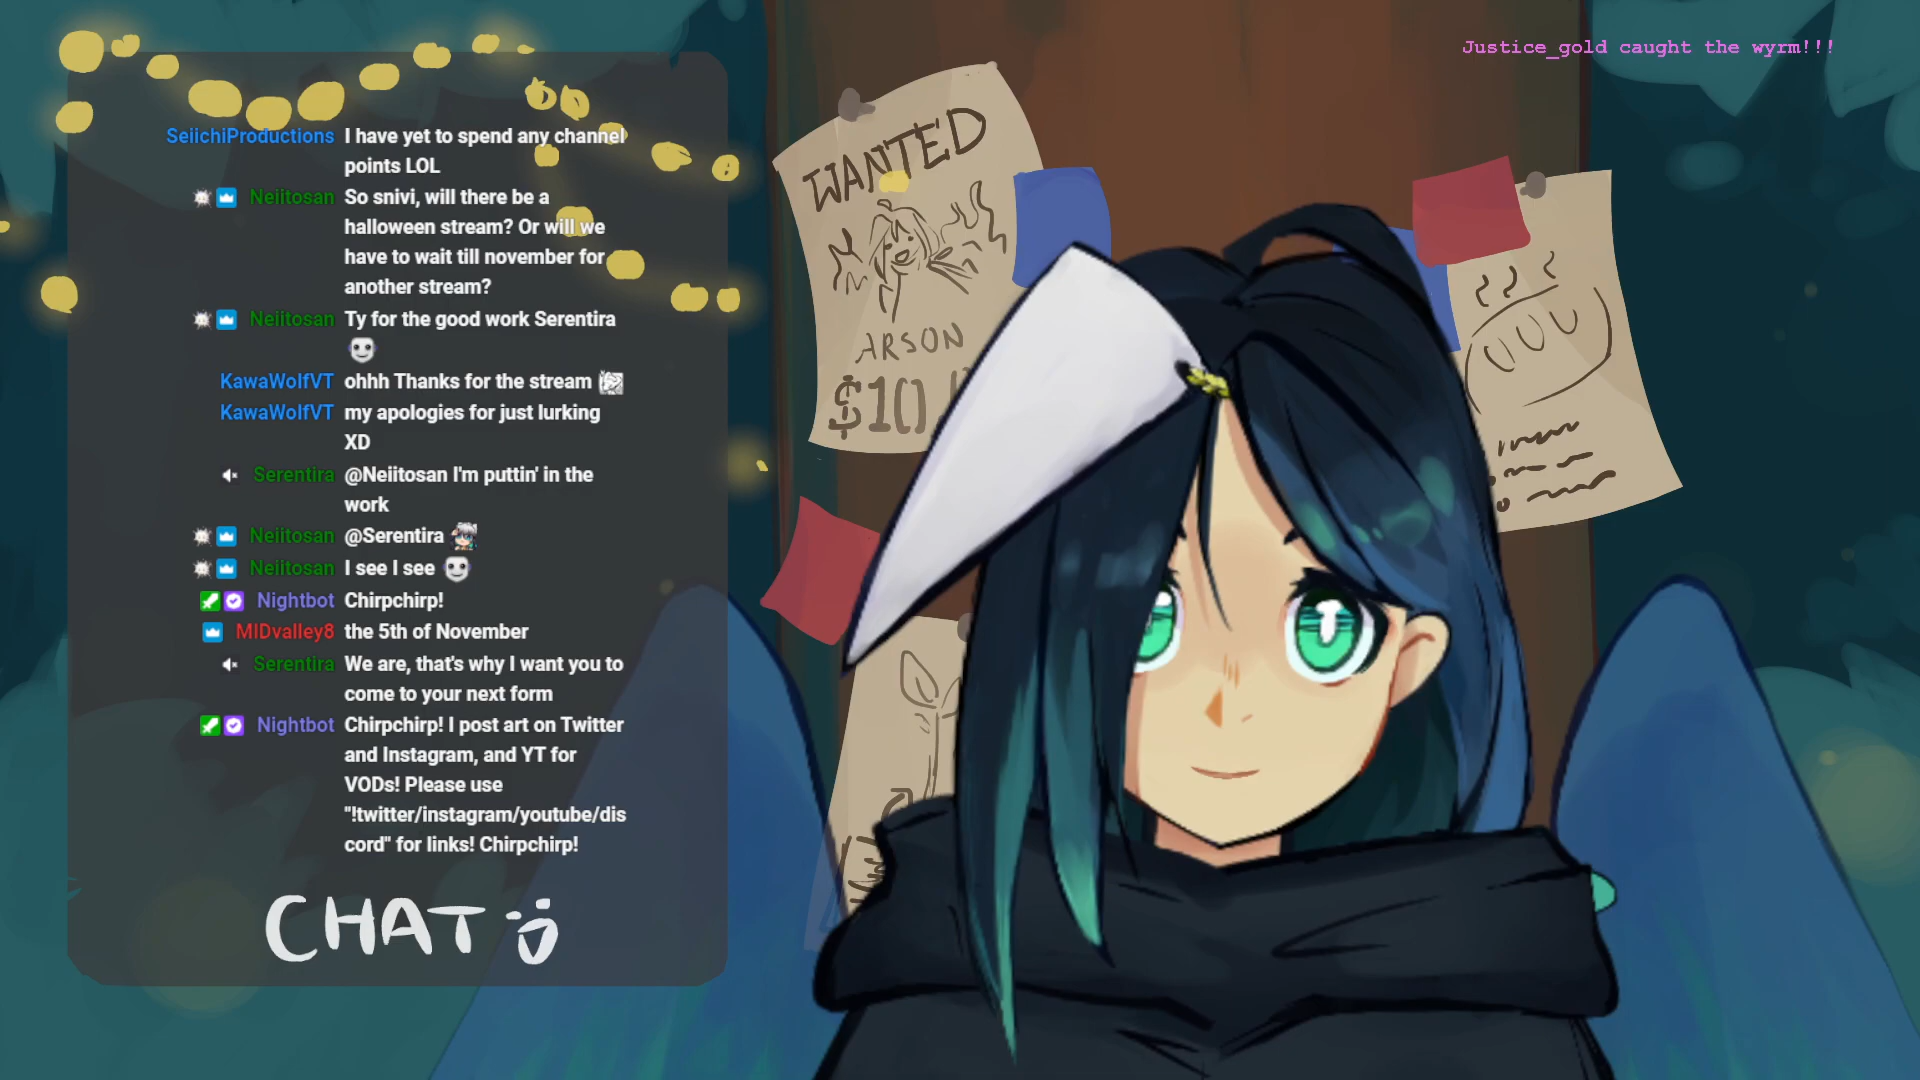 Justice_gold caught the wyrm!!!
SeiichiProductions I have yet to spend any channel
points LOL
Neiitosan So snivi, will there be a
halloween stream? Or will we
have to wait till november for
another stream?
Neiitosan Ty for the good work Serentira
KawaWolfVT ohhh Thanks for the stream
KawaWolfVT my apologies for just lurking
XD
Serentira @Neiitosan I'm puttin' in the
work
Neiitosan @Serentira
Neiitosan I see I see
Nightbot Chirpchirp!
MIDvalley8 the 5th of November
Serentira We are, that's why I want you to
come to your next form
Nightbot Chirpchirp! I post art on Twitter
and Instagram, and YT for
VODs! Please use
"!twitter/instagram/youtube/dis
cord" for links! Chirpchirp!
CHAT
WANTED
ARSON
$10